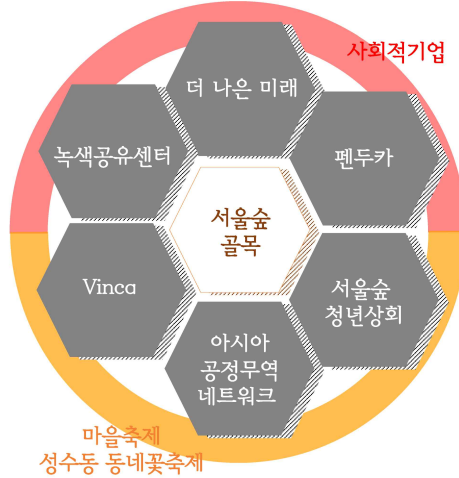 사회적기업
더 나은 미래
녹색공유센터
펜두카
서울숲
골목
Vinca
서울숲
청년상회
아시아
공정무역
네트워크
마을축제
성수동 동네꽃축제